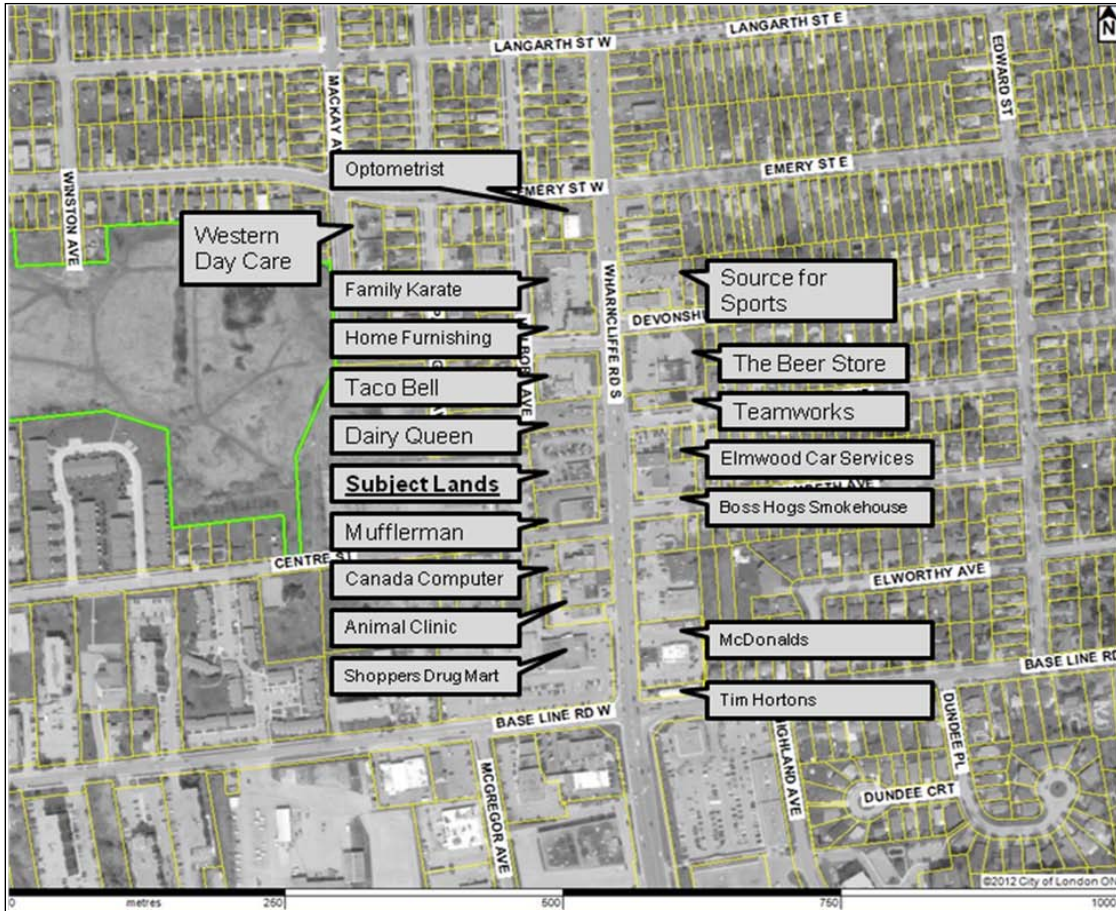 LANGARTH ST E
N
LANGARTH ST W
EDWARD ST
MACKAY A
Optometrist
EMERY ST E
EMERY ST W
WINSTON AVE
Western
Day Care
Source for
Sports
Family Karate
WHARNCLIFFE RD S
DEVONSH
Home Furnishing
The Beer Store
Taco Bell
AVE
Teamworks
Dairy Queen
Elmwood Car Services
Subject Lands
AVE
Boss Hogs Smokehouse
Mufflerman
CENTRE ST
Canada Computer
ELWORTHY AVE
Animal Clinic
McDonalds
Shoppers Drug Mart
BASE LINE RD
Tim Hortons
BASE LINE RD W
MCGREGOR AVE
HIGHLAND AVE
DUNDEE PL
DUNDEE CRT
©2012 City of London ON
0 metres 250 500 750 1000